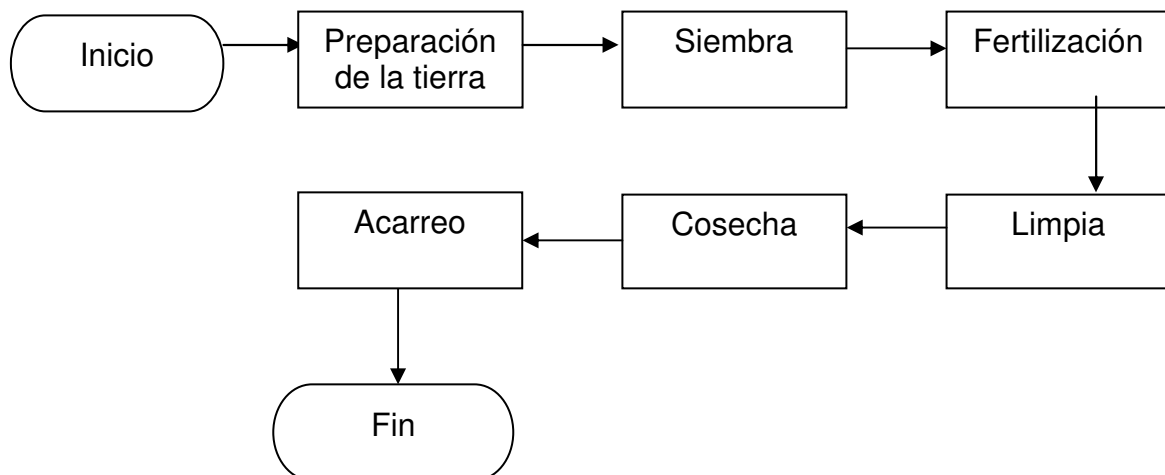 Inicio
Preparación
de la tierra
Siembra
Fertilización
Limpia
Cosecha
Acarreo
Fin